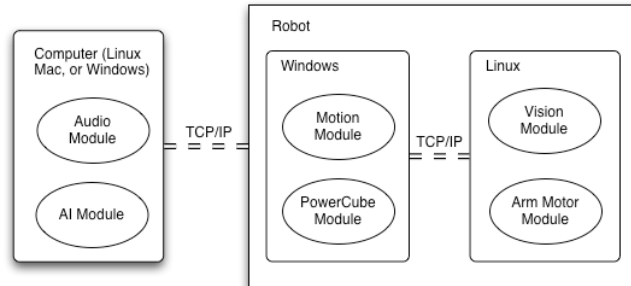 Robot
Computer (Linux
Mac, or Windows)
Audio
Module
AI Module
TCP/IP
Windows
Motion
Module
PowerCube
Module
TCP/IP
Linux
Vision
Module
Arm Motor
Module